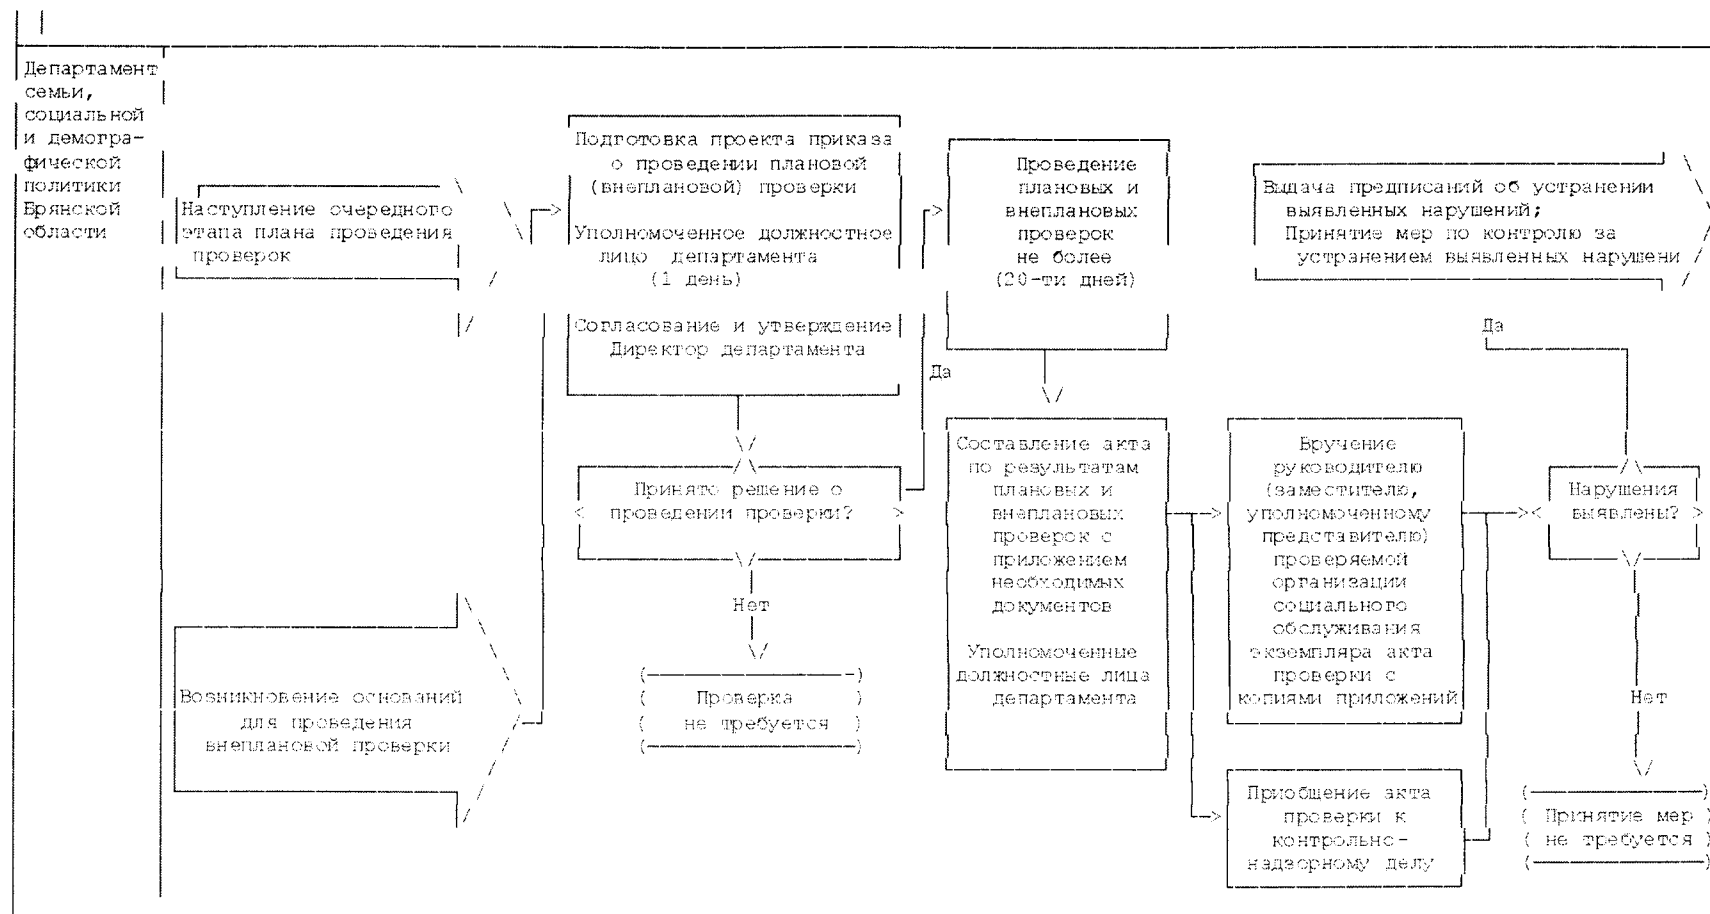 Департамент
семьи,
социальной
и демогра-
фической
политики
Брянской
области
Наступление очередного
этапа плана проведения
проверок
Возникновение оснований
для проведения
внеплановой проверки
Подготовка проекта приказа
о проведении плановой
(внеплановой) проверки
Уполномоченное должностное
лицо департамента
(1 день)
Согласование и утверждение
Директор департамента
Принято решение о
проведении проверки?
Нет
Проверка
не требуется
Да
Проведение
плановых и
внеплановых
проверок
не более
(20-ти дней)
Составление акта
по результатам
плановых и
внеплановых
проверок с
приложением
необходимых
документов
Уполномоченные
должностные лица
департамента
Вручение
руководителю
(заместителю,
уполномоченному
представителю)
проверяемой
организации
социального
обслуживания
экземпляра акта
проверки с
копиями приложений
Приобщение акта
проверки к
контрольно-
надзорному делу
Нарушения
выявлены?
Да
Выдача предписаний об устранении
выявленных нарушений;
Принятие мер по контролю за
устранением выявленных нарушени
Нет
Принятие мер
не требуется